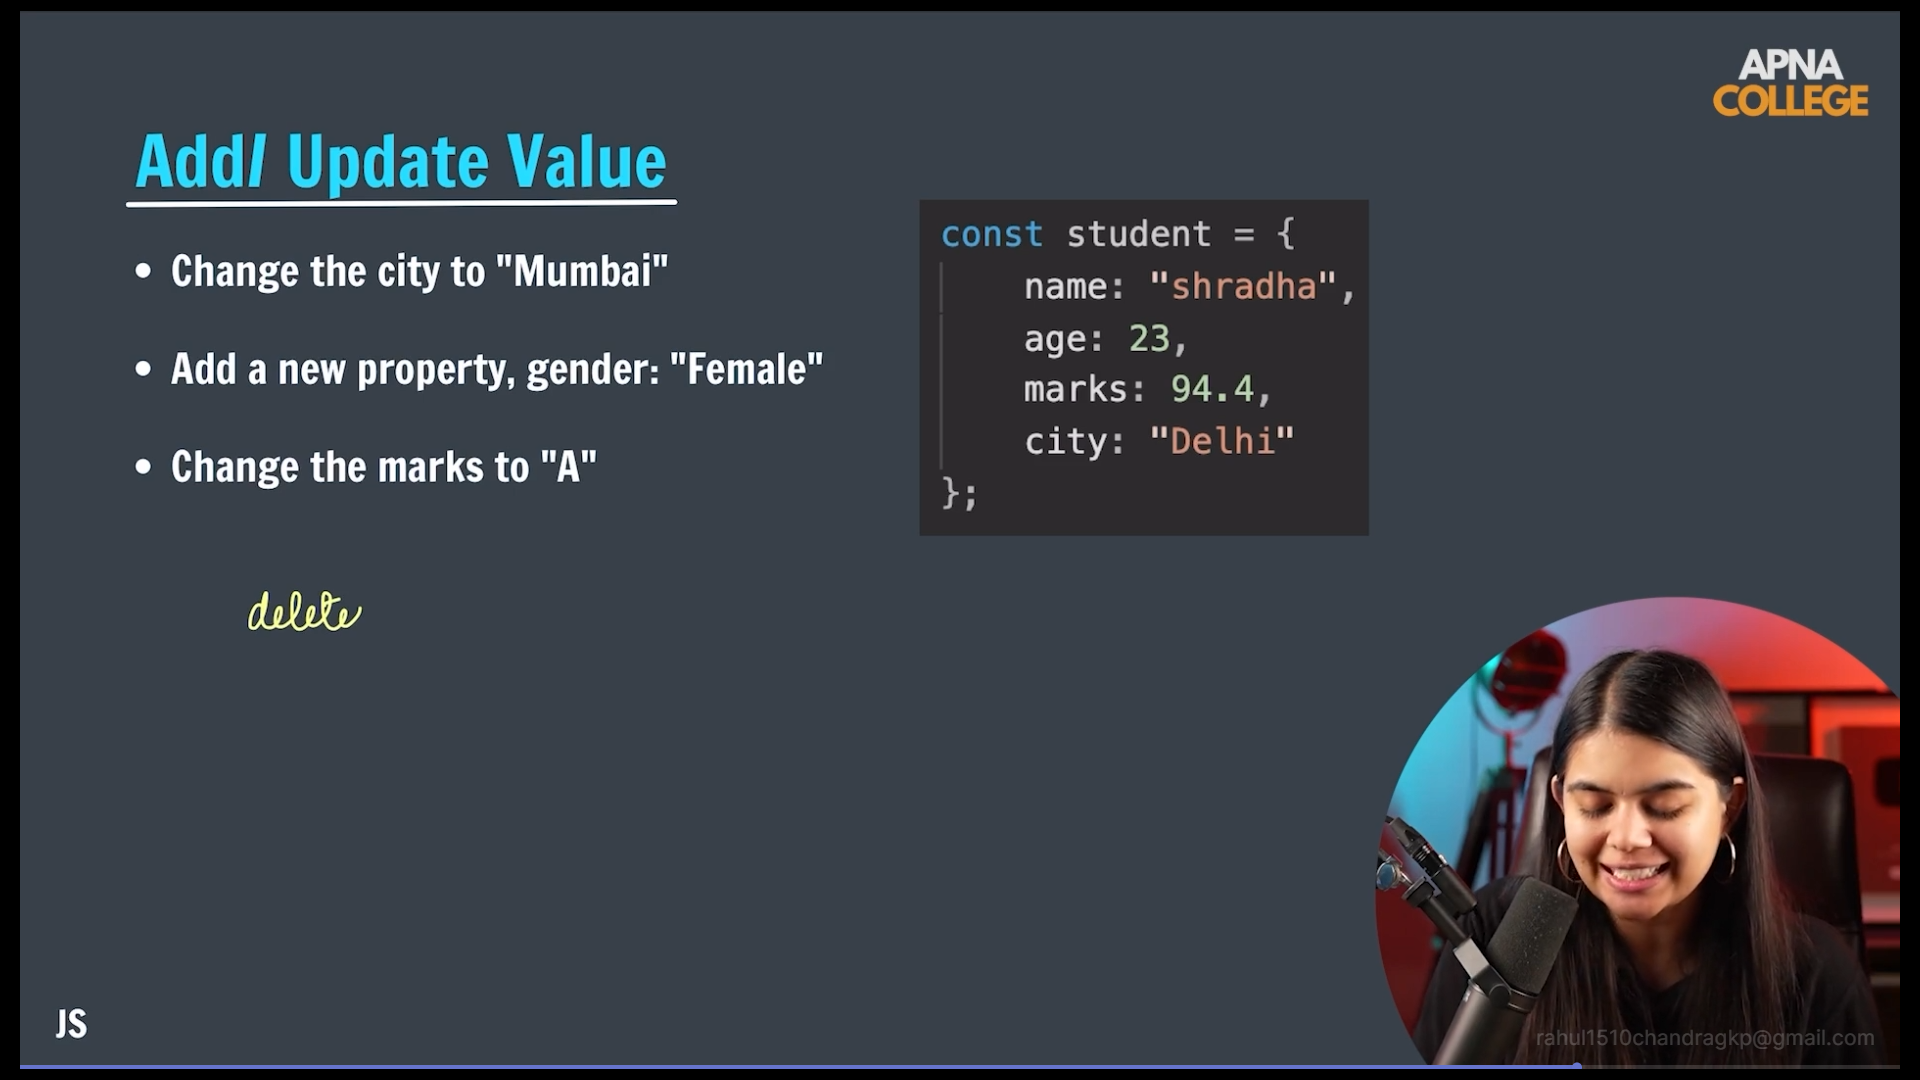 APNA
COLLEGE
Add/ Update Value
• Change the city to "Mumbai"
• Add a new property, gender: "Female"
• Change the marks to "A"
delete
const student = {
    name: "shradha",
    age: 23,
    marks: 94.4,
    city: "Delhi"
};
JS
rahul1510chandragkp@gmail.com